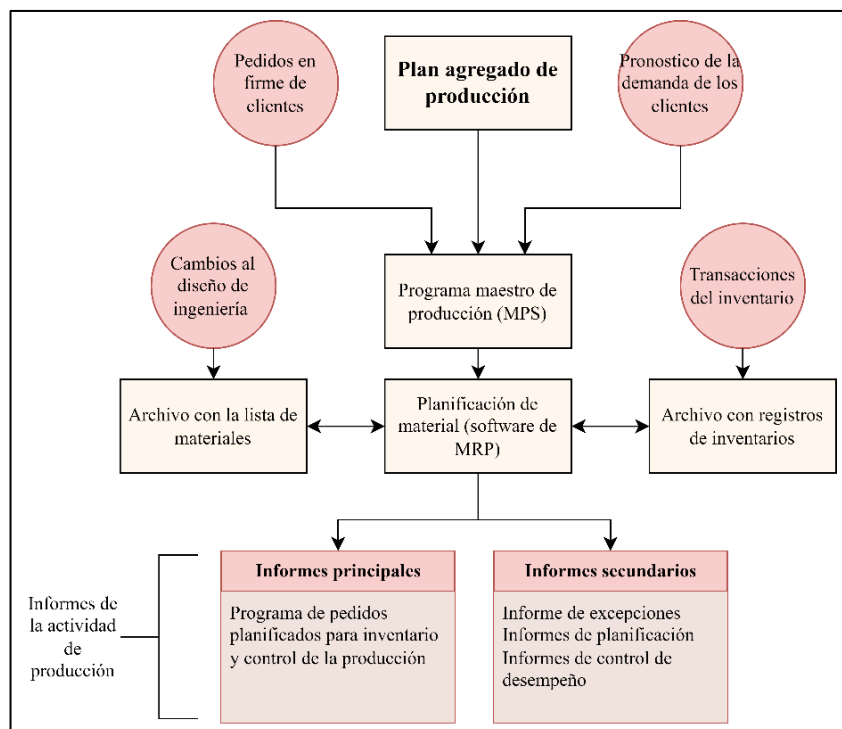 Pedidos en
firme de
clientes
Plan agregado de
producción
Pronostico de la
demanda de los
clientes
Cambios al
diseño de
ingeniería
Programa maestro de
producción (MPS)
Transacciones
del inventario
Archivo con la lista de
materiales
Planificación de
material (software de
MRP)
Archivo con registros
de inventarios
Informes de
la actividad
de
producción
Informes principales
Programa de pedidos
planificados para inventario
y control de la producción
Informes secundarios
Informe de excepciones
Informes de planificación
Informes de control de
desempeño